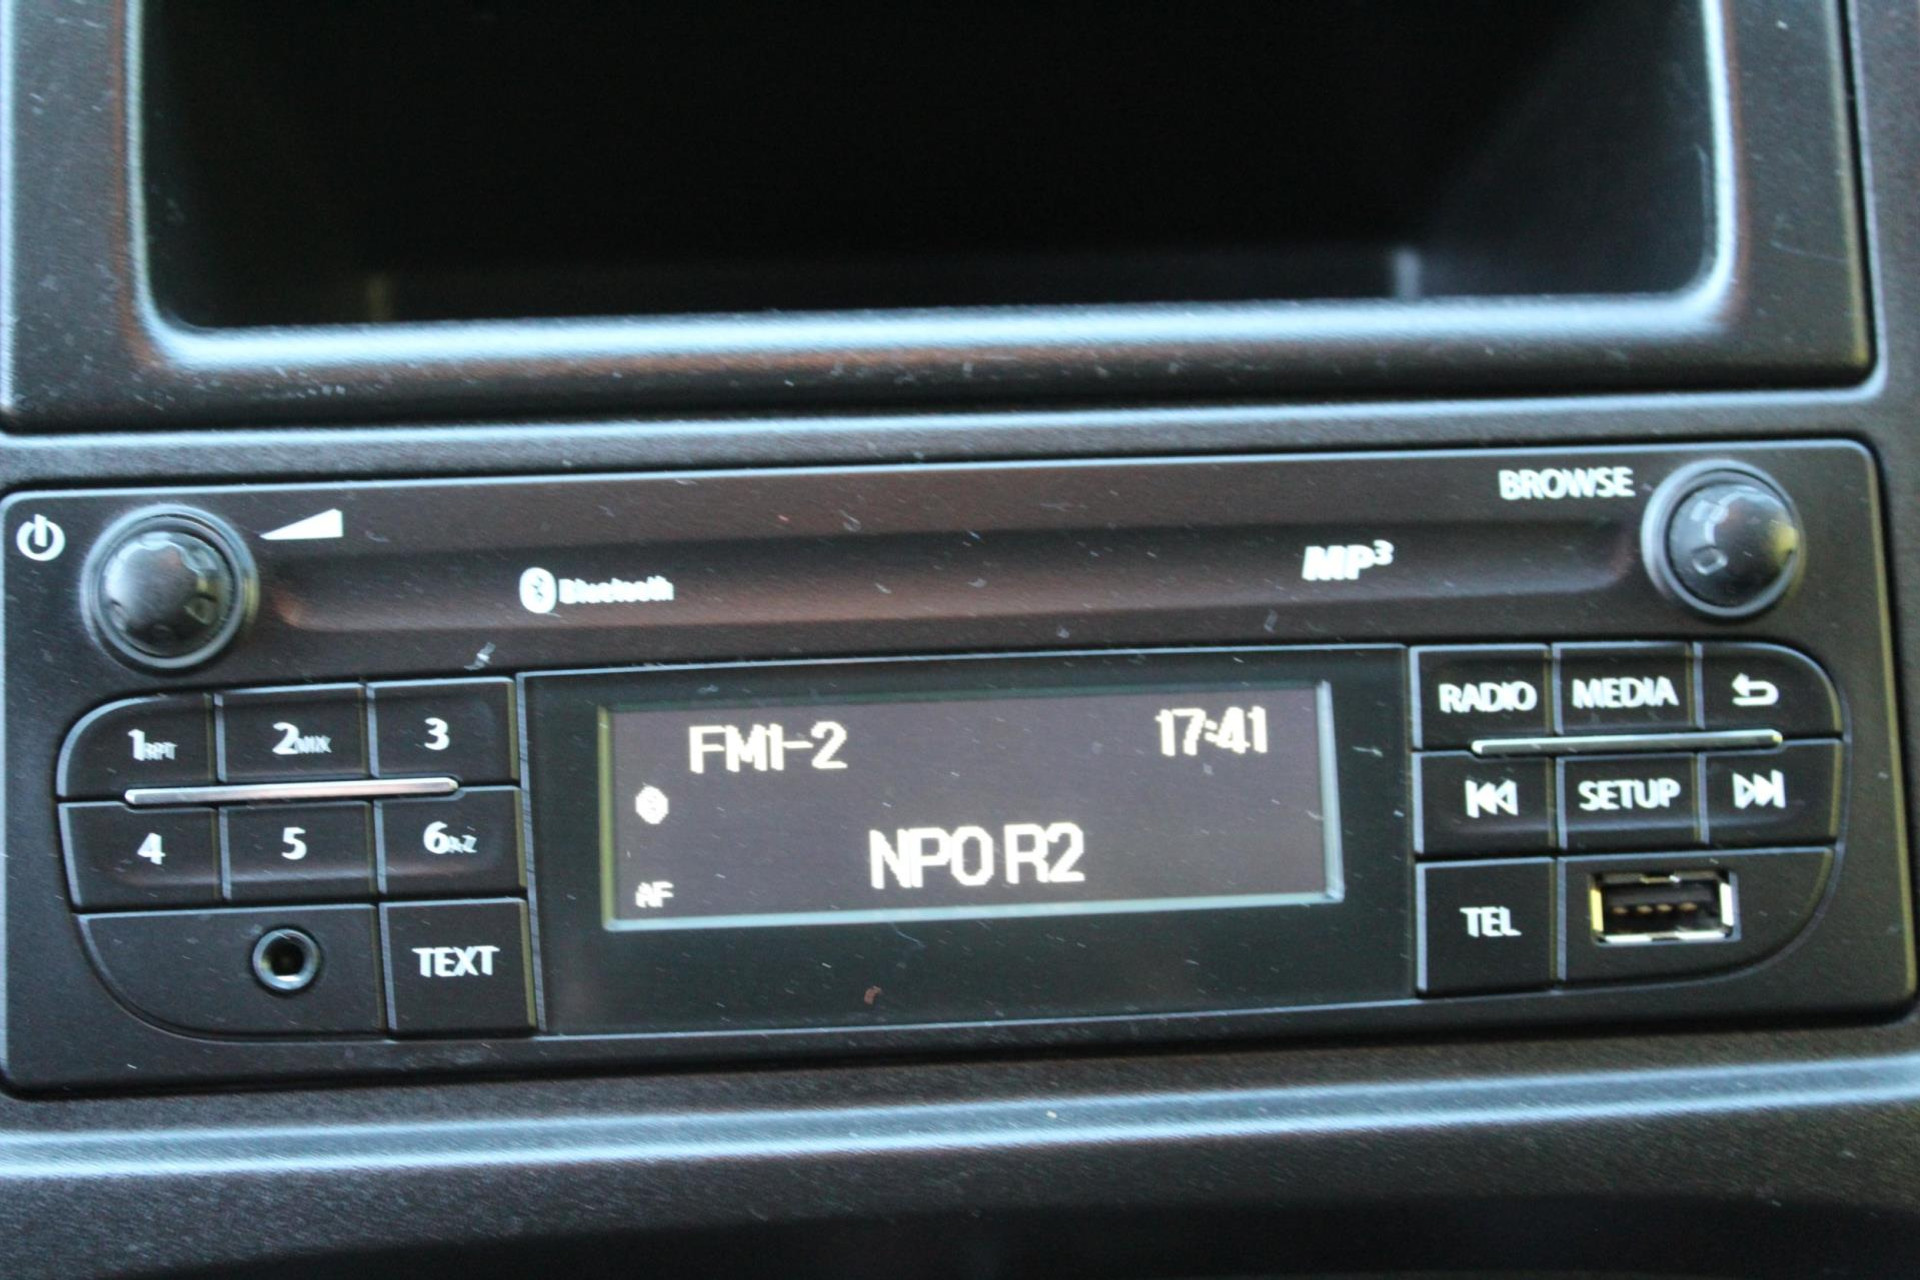 BROWSE
Bluetooth
MP3
1RPT 2MIX 3
4 5 6A-Z
TEXT
FM1-2 17:41
NPO R2
AF
RADIO MEDIA
SETUP
TEL